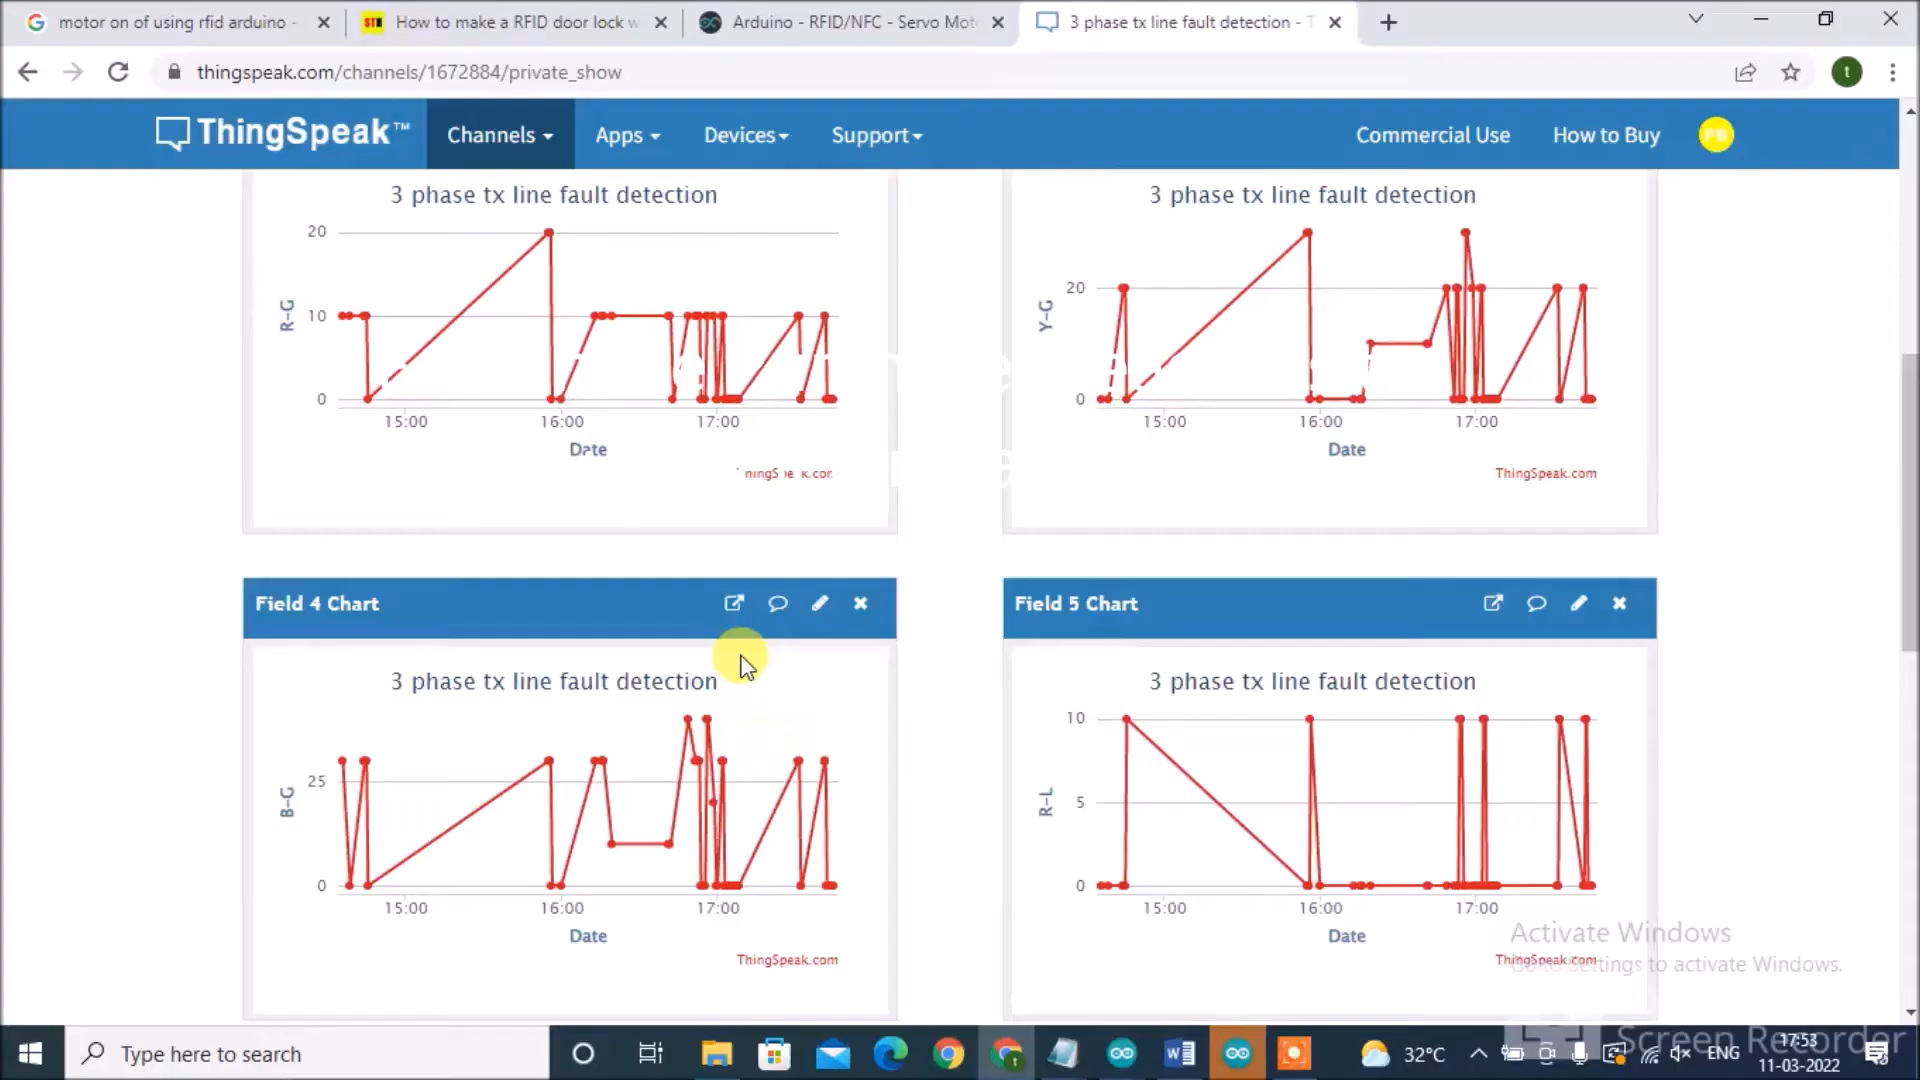 motor on of using rfid arduino -
How to make a RFID door lock w
Arduino - RFID/NFC - Servo Mot
3 phase tx line fault detection - T
thingspeak.com/channels/1672884/private_show
t
ThingSpeak™
Channels
Apps
Devices
Support
Commercial Use
How to Buy
PB
3 phase tx line fault detection
20
10
0
R-G
15:00
16:00
17:00
Date
3 phase tx line fault detection
20
0
Y-G
15:00
16:00
17:00
Date
ThingSpeak.com
Field 4 Chart
3 phase tx line fault detection
25
0
B-G
15:00
16:00
17:00
Date
ThingSpeak.com
Field 5 Chart
3 phase tx line fault detection
10
5
0
R-L
15:00
16:00
17:00
Date
ThingSpeak.com
Activate Windows
Go to Settings to activate Windows.
Type here to search
32°C
ENG
17:53
11-03-2022
Screen Recorder